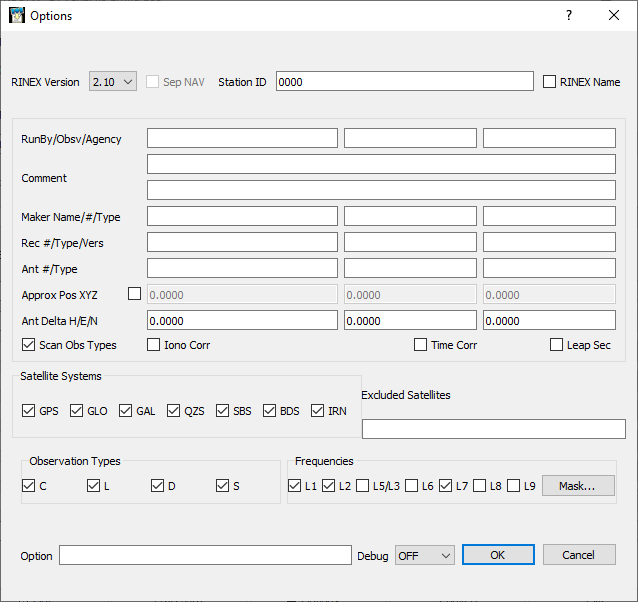 Options ?
RINEX Version 2.10 Sep NAV Station ID 0000 RINEX Name
RunBy/Obsv/Agency
Comment
Maker Name/#/Type
Rec #/Type/Vers
Ant #/Type
Approx Pos XYZ 0.0000 0.0000 0.0000
Ant Delta H/E/N 0.0000 0.0000 0.0000
Scan Obs Types Iono Corr Time Corr Leap Sec
Satellite Systems
GPS GLO GAL QZS SBS BDS IRN
Excluded Satellites
Observation Types
C L D S
Frequencies
L1 L2 L5/L3 L6 L7 L8 L9 Mask...
Option Debug OFF OK Cancel